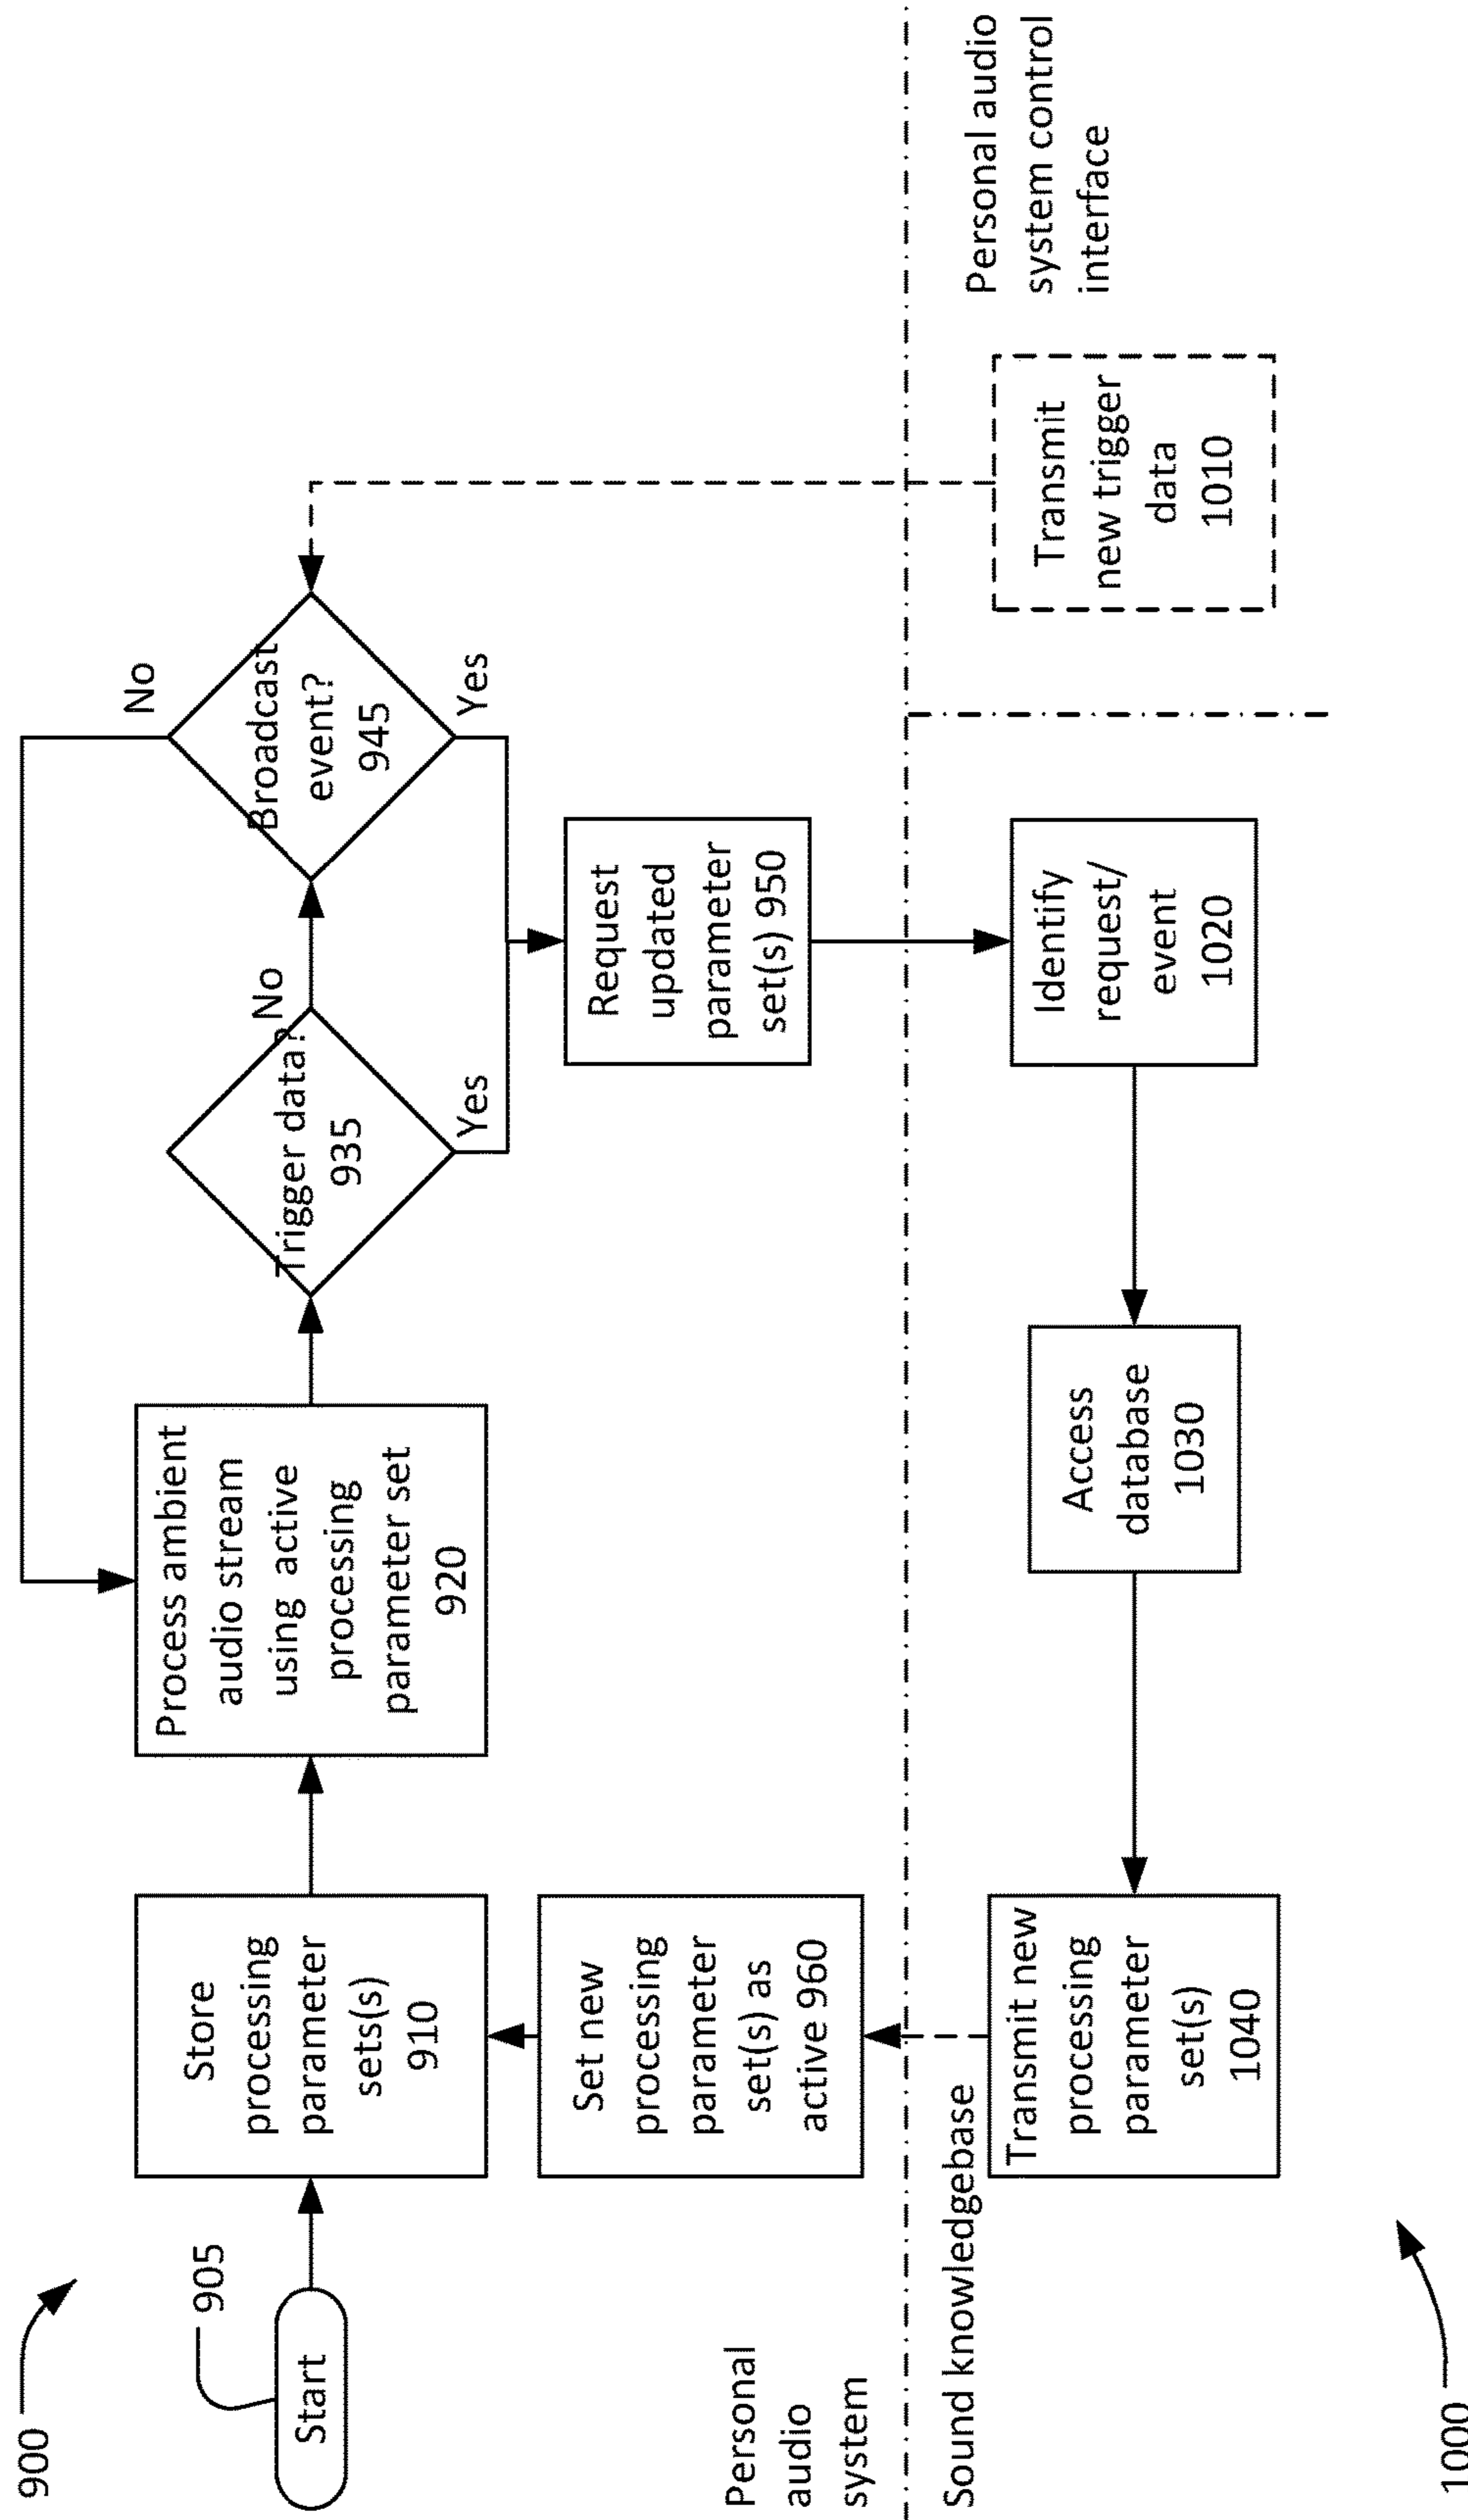 900
905
Start
Store
processing
parameter
sets(s)
910
Process ambient
audio stream
using active
processing
parameter set
920
Trigger data?
935
No
Yes
Broadcast
event?
945
No
Yes
Set new
processing
parameter
set(s) as
active 960
Request
updated
parameter
set(s) 950
Personal
audio
system
Sound knowledgebase
Personal audio
system control
interface
Transmit new
processing
parameter
set(s)
1040
Access
database
1030
Identify
request/
event
1020
Transmit
new trigger
data
1010
1000